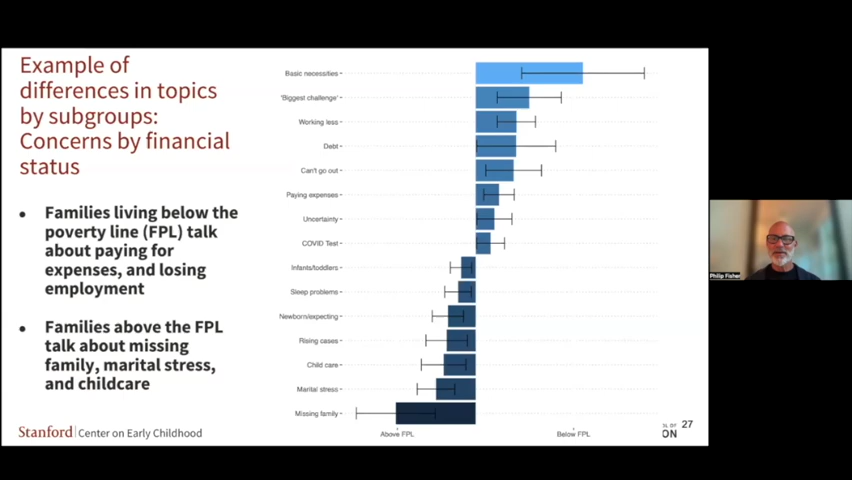 Example of
differences in topics
by subgroups:
Concerns by financial
status
• Families living below the
poverty line (FPL) talk
about paying for
expenses, and losing
employment
• Families above the FPL
talk about missing
family, marital stress,
and childcare
Basic necessities
'Biggest challenge'
Working less
Debt
Can't go out
Paying expenses
Uncertainty
COVID Test
Infants/toddlers
Sleep problems
Newborn/expecting
Rising cases
Child care
Marital stress
Missing family
Above FPL
Below FPL
Stanford | Center on Early Childhood
ON
27
Philip Fisher